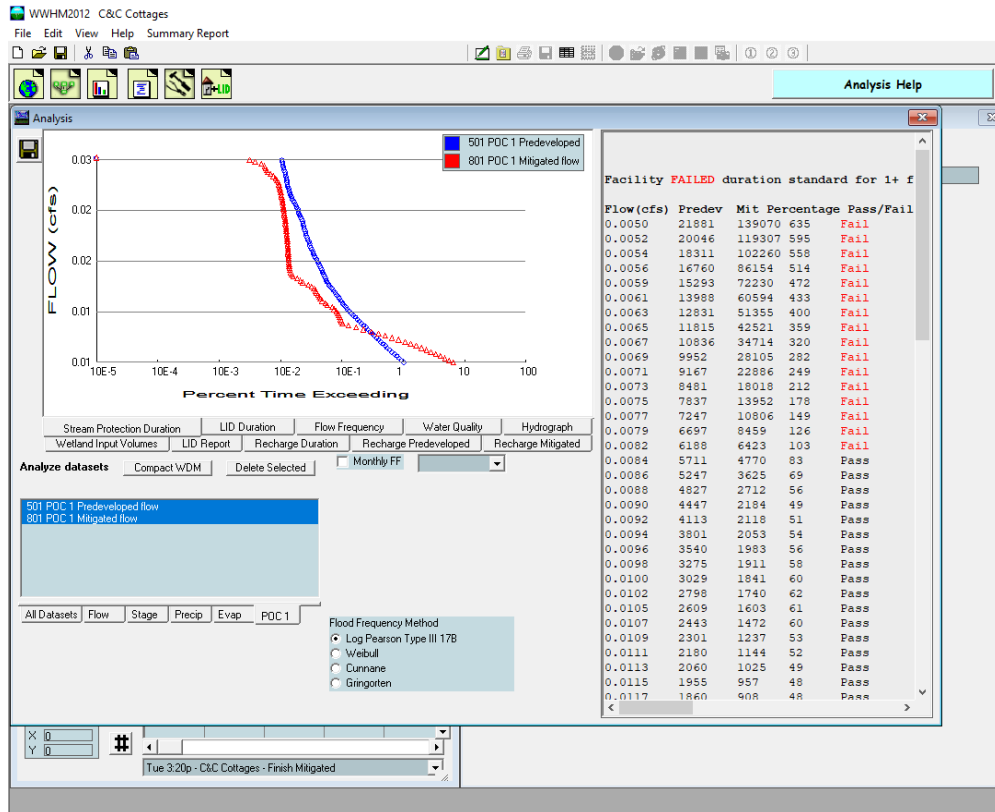 WWHM2012 C&C Cottages
File Edit View Help Summary Report
Analysis Help
Analysis
501 POC 1 Predeveloped
801 POC 1 Mitigated flow
FLOW (cfs)
0.03
0.02
0.02
0.01
0.01
10E-5 10E-4 10E-3 10E-2 10E-1 1 10 100
Percent Time Exceeding
Stream Protection Duration LID Duration Flow Frequency Water Quality Hydrograph
Wetland Input Volumes LID Report Recharge Duration Recharge Predeveloped Recharge Mitigated
Analyze datasets Compact WDM Delete Selected Monthly FF
501 POC 1 Predeveloped flow
801 POC 1 Mitigated flow
All Datasets Flow Stage Precip Evap POC 1
Flood Frequency Method
Log Pearson Type III 17B
Weibull
Cunnane
Gringorten
Facility FAILED duration standard for 1+ f
Flow(cfs) Predev Mit Percentage Pass/Fail
0.0050 21881 139070 635 Fail
0.0052 20046 119307 595 Fail
0.0054 18311 102260 558 Fail
0.0056 16760 86154 514 Fail
0.0059 15293 72230 472 Fail
0.0061 13988 60594 433 Fail
0.0063 12831 51355 400 Fail
0.0065 11815 42521 359 Fail
0.0067 10836 34714 320 Fail
0.0069 9952 28105 282 Fail
0.0071 9167 22886 249 Fail
0.0073 8481 18018 212 Fail
0.0075 7837 13952 178 Fail
0.0077 7247 10806 149 Fail
0.0079 6697 8459 126 Fail
0.0082 6188 6423 103 Fail
0.0084 5711 4770 83 Pass
0.0086 5247 3625 69 Pass
0.0088 4827 2712 56 Pass
0.0090 4447 2184 49 Pass
0.0092 4113 2118 51 Pass
0.0094 3801 2053 54 Pass
0.0096 3540 1983 56 Pass
0.0098 3275 1911 58 Pass
0.0100 3029 1841 60 Pass
0.0102 2798 1740 62 Pass
0.0105 2609 1603 61 Pass
0.0107 2443 1472 60 Pass
0.0109 2301 1237 53 Pass
0.0111 2180 1144 52 Pass
0.0113 2060 1025 49 Pass
0.0115 1955 957 48 Pass
0.0117 1860 908 48 Pass
X 0
Y 0
#
Tue 3:20p - C&C Cottages - Finish Mitigated